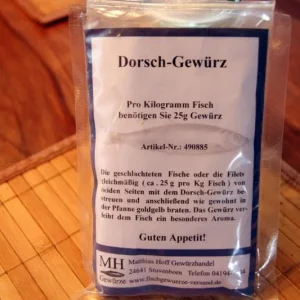 Dorsch-Gewürz
Pro Kilogramm Fisch
benötigen Sie 25g Gewürz
Artikel-Nr.: 490885
Die geschlachteten Fische oder die Filets
gleichmäßig ( ca. 25 g pro Kg Fisch ) von
beiden Seiten mit dem Dorsch-Gewürz be
streuen und anschließend wie gewohnt in
der Pfanne goldgelb braten. Das Gewürz ver
leiht dem Fisch ein besonderes Aroma.
Guten Appetit!
MH
Gewürze
Matthias Hoff Gewürzhandel
24641 Stuvenborn Telefon
www.fischgewuerze-versand.de